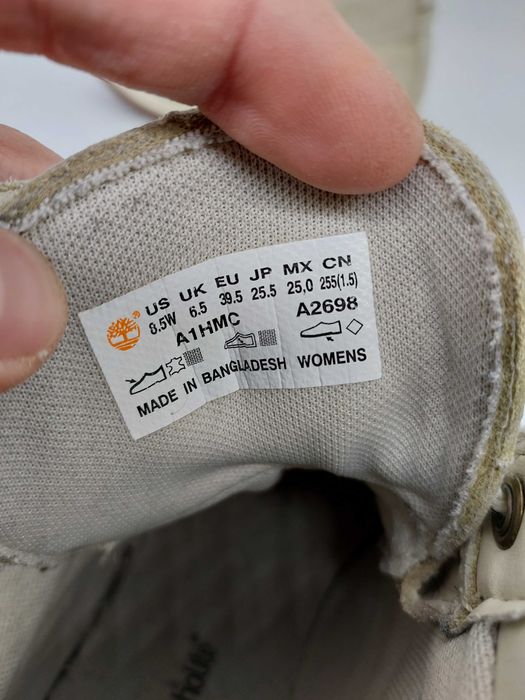 US UK EU JP MX CN
8.5W 6.5 39.5 25.5 25,0 255(1.5)
A1HMC A2698
MADE IN BANGLADESH WOMENS